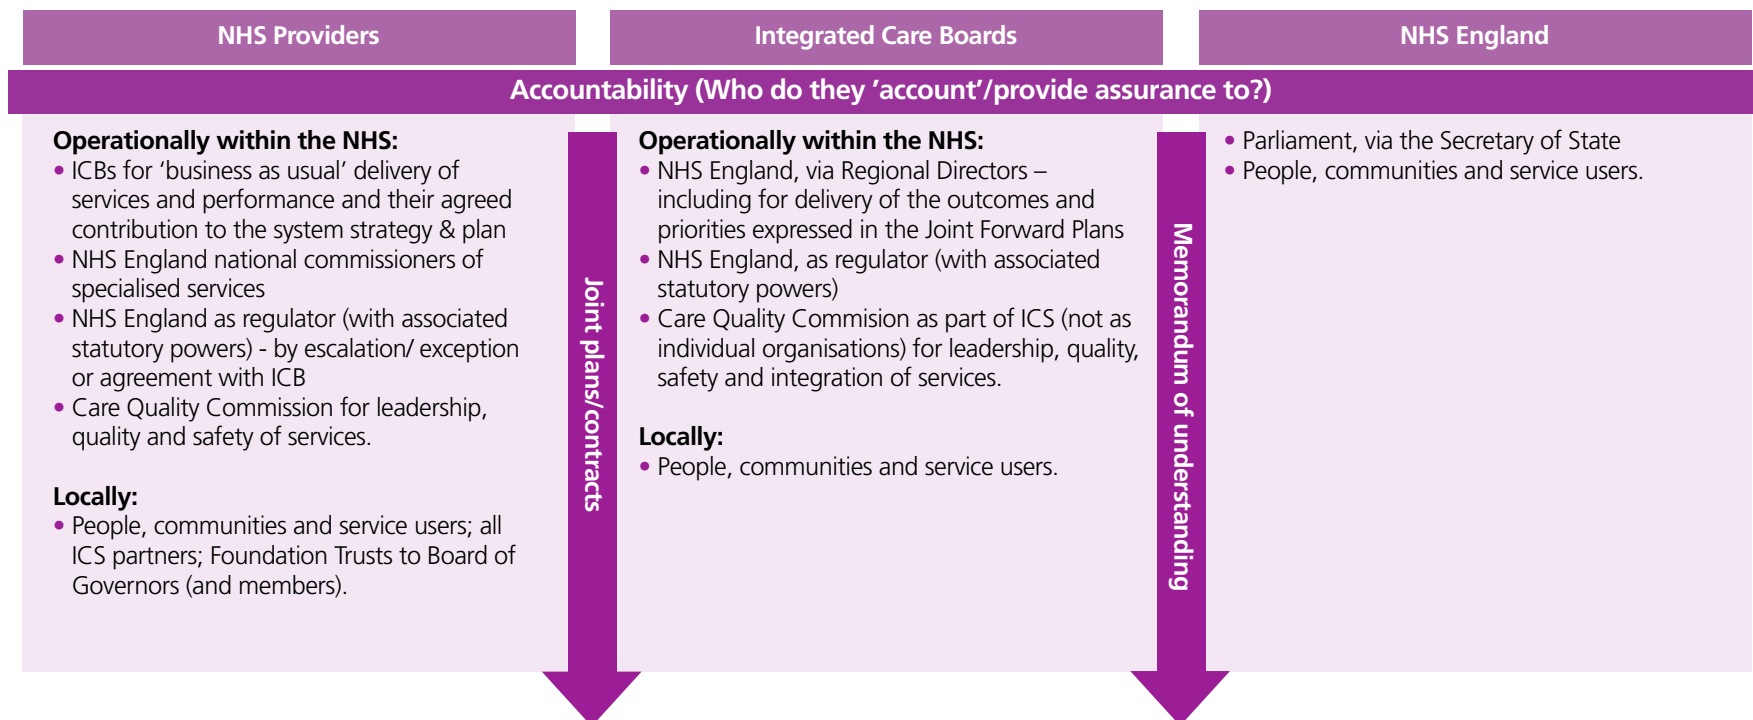 NHS Providers
Integrated Care Boards
NHS England
Accountability (Who do they ’account’/provide assurance to?)
Operationally within the NHS:
• ICBs for ‘business as usual’ delivery of
services and performance and their agreed
contribution to the system strategy & plan
• NHS England national commissioners of
specialised services
• NHS England as regulator (with associated
statutory powers) - by escalation/ exception
or agreement with ICB
• Care Quality Commission for leadership,
quality and safety of services.
Locally:
• People, communities and service users; all
ICS partners; Foundation Trusts to Board of
Governors (and members).
Joint plans/contracts
Operationally within the NHS:
• NHS England, via Regional Directors –
including for delivery of the outcomes and
priorities expressed in the Joint Forward Plans
• NHS England, as regulator (with associated
statutory powers)
• Care Quality Commision as part of ICS (not as
individual organisations) for leadership, quality,
safety and integration of services.
Locally:
• People, communities and service users.
Memorandum of understanding
• Parliament, via the Secretary of State
• People, communities and service users.